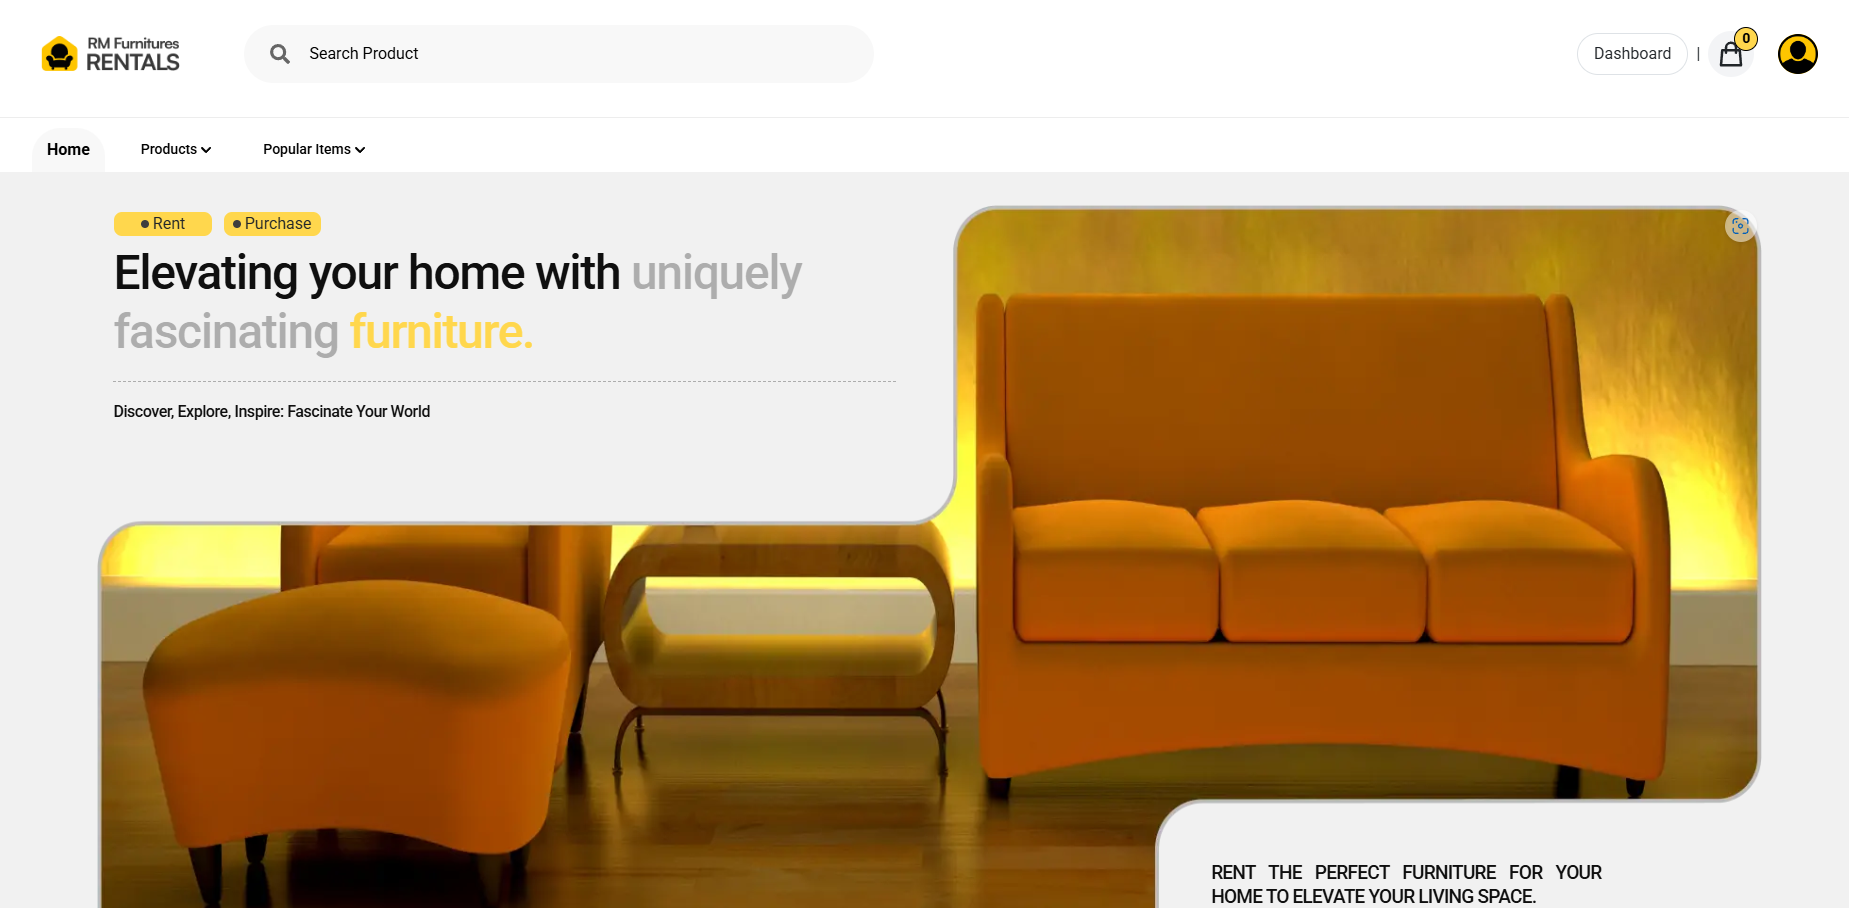 RM Furnitures
RENTALS
Search Product
Dashboard
|
0
Home
Products
Popular Items
Rent
Purchase
Elevating your home with uniquely
fascinating furniture.
Discover, Explore, Inspire: Fascinate Your World
RENT THE PERFECT FURNITURE FOR YOUR
HOME TO ELEVATE YOUR LIVING SPACE.